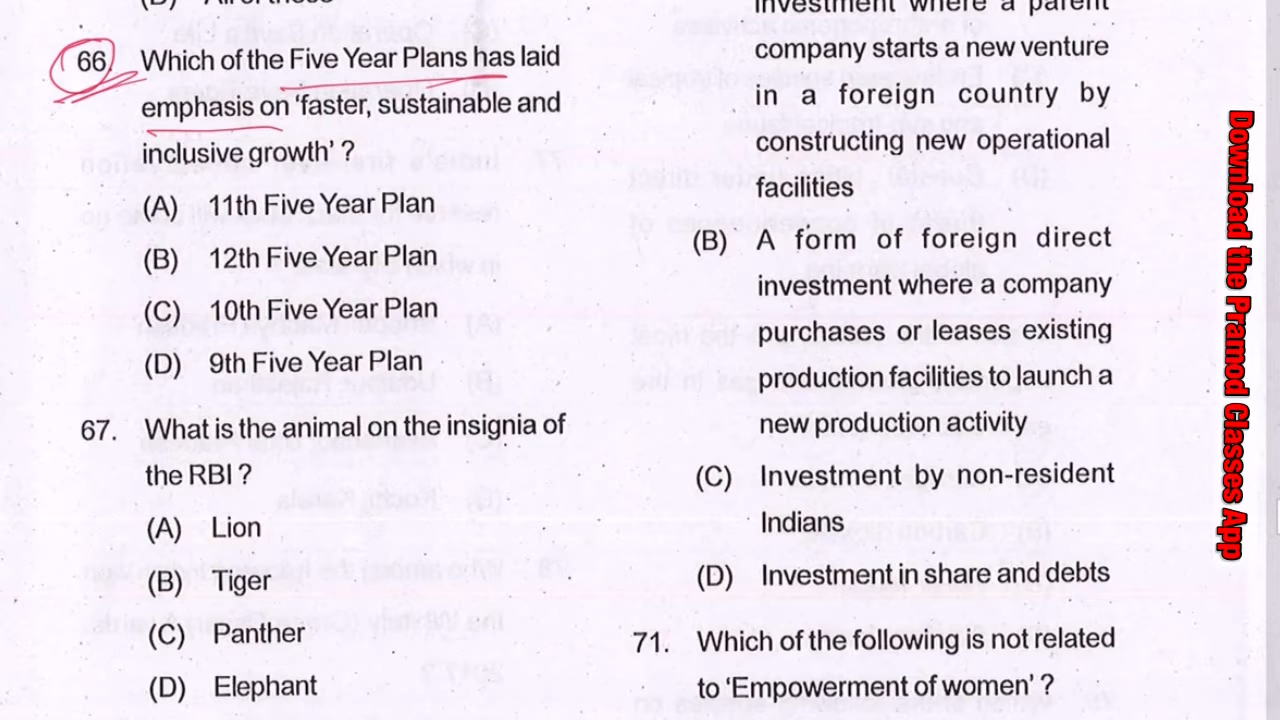 (D) All of these
66. Which of the Five Year Plans has laid
emphasis on 'faster, sustainable and
inclusive growth' ?
(A) 11th Five Year Plan
(B) 12th Five Year Plan
(C) 10th Five Year Plan
(D) 9th Five Year Plan
67. What is the animal on the insignia of
the RBI ?
(A) Lion
(B) Tiger
(C) Panther
(D) Elephant
investment where a parent
company starts a new venture
in a foreign country by
constructing new operational
facilities
(B) A form of foreign direct
investment where a company
purchases or leases existing
production facilities to launch a
new production activity
(C) Investment by non-resident
Indians
(D) Investment in share and debts
71. Which of the following is not related
to 'Empowerment of women' ?
Download the Pramod Classes App